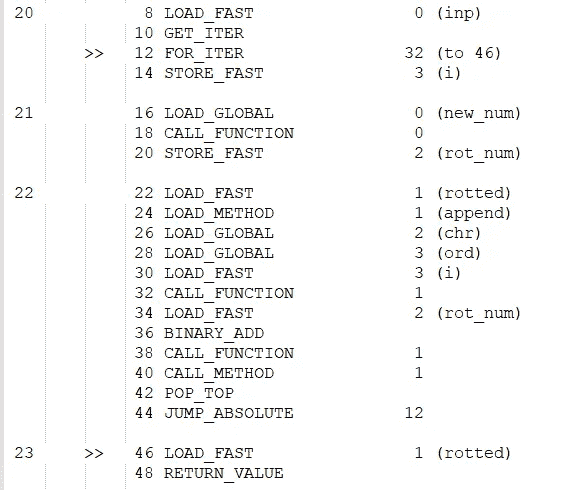 20 8 LOAD_FAST 0 (inp)
10 GET_ITER
>> 12 FOR_ITER 32 (to 46)
14 STORE_FAST 3 (i)
21 16 LOAD_GLOBAL 0 (new_num)
18 CALL_FUNCTION 0
20 STORE_FAST 2 (rot_num)
22 22 LOAD_FAST 1 (rotted)
24 LOAD_METHOD 1 (append)
26 LOAD_GLOBAL 2 (chr)
28 LOAD_GLOBAL 3 (ord)
30 LOAD_FAST 3 (i)
32 CALL_FUNCTION 1
34 LOAD_FAST 2 (rot_num)
36 BINARY_ADD
38 CALL_FUNCTION 1
40 CALL_METHOD 1
42 POP_TOP
44 JUMP_ABSOLUTE 12
23 >> 46 LOAD_FAST 1 (rotted)
48 RETURN_VALUE